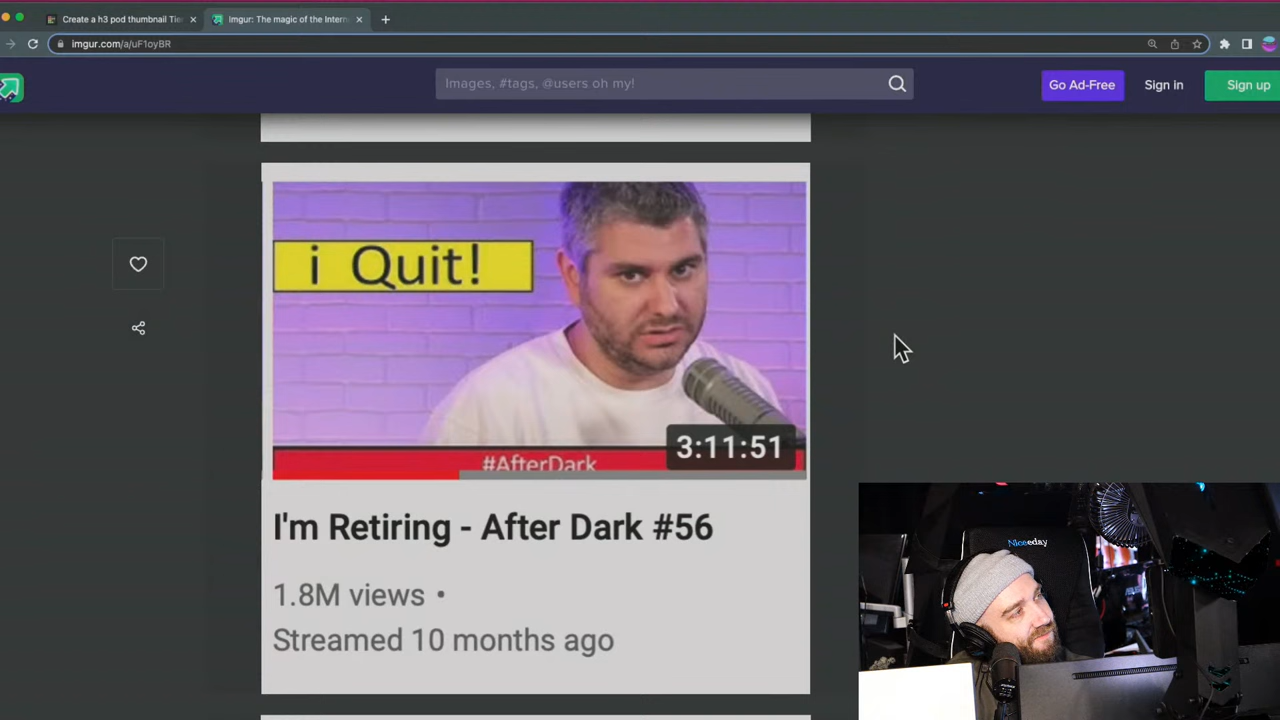 Create a h3 pod thumbnail Tie
Imgur: The magic of the Intern
imgur.com/a/uF1oyBR
Images, #tags, @users oh my!
Go Ad-Free
Sign in
Sign up
i Quit!
#AfterDark
3:11:51
I'm Retiring - After Dark #56
1.8M views •
Streamed 10 months ago
Niceday